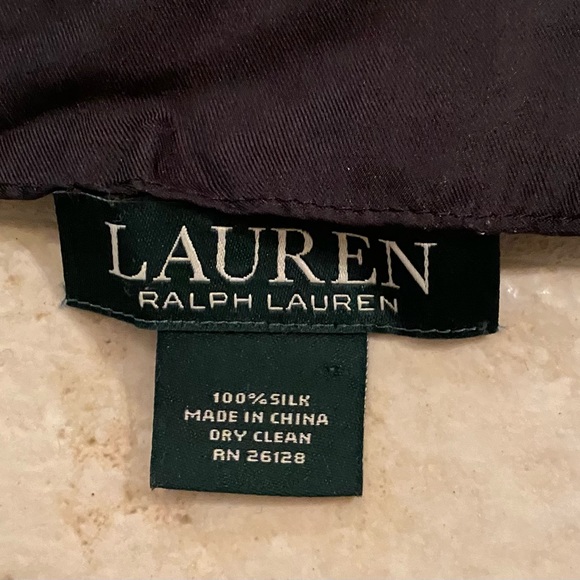 LAUREN
RALPH LAUREN
100% SILK
MADE IN CHINA
DRY CLEAN
RN 26128